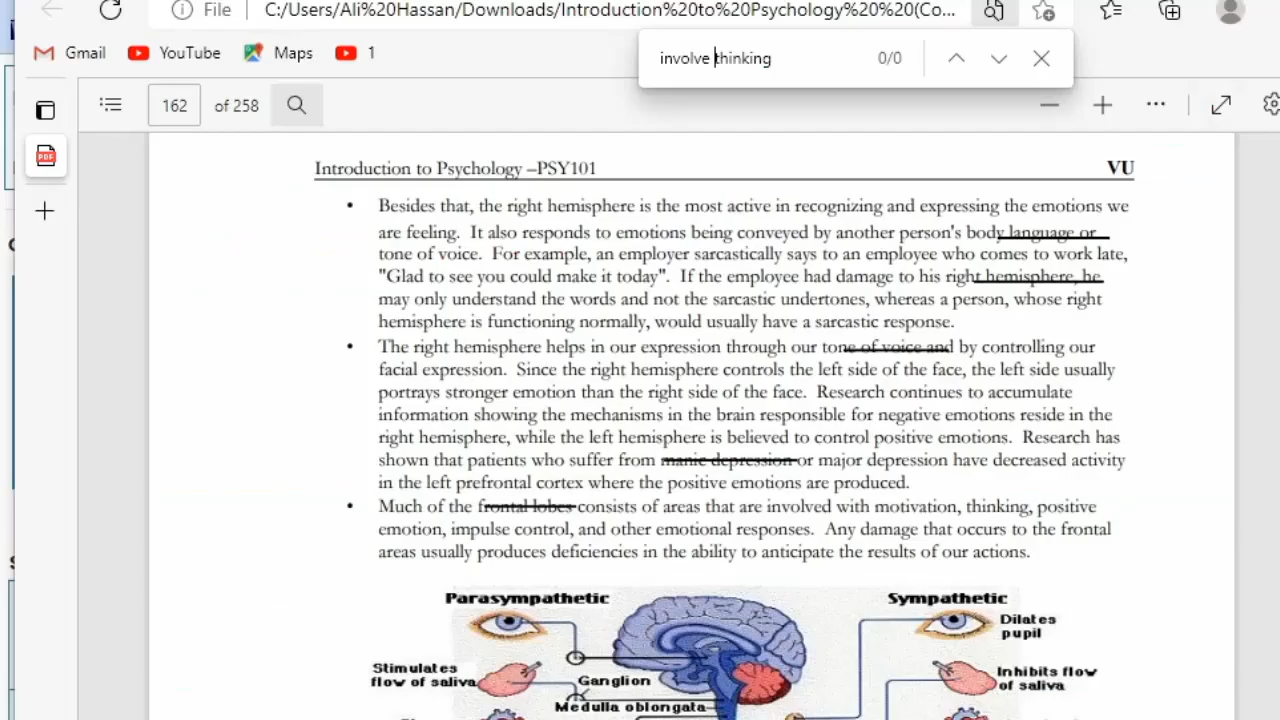 File
C:/Users/Ali%20Hassan/Downloads/Introduction%20to%20Psychology%20%20(Co...
Gmail
YouTube
Maps
1
involve thinking
0/0
162
of 258
Introduction to Psychology –PSY101
VU
• Besides that, the right hemisphere is the most active in recognizing and expressing the emotions we
are feeling. It also responds to emotions being conveyed by another person's body language or
tone of voice. For example, an employer sarcastically says to an employee who comes to work late,
"Glad to see you could make it today". If the employee had damage to his right hemisphere, he
may only understand the words and not the sarcastic undertones, whereas a person, whose right
hemisphere is functioning normally, would usually have a sarcastic response.
• The right hemisphere helps in our expression through our tone of voice and by controlling our
facial expression. Since the right hemisphere controls the left side of the face, the left side usually
portrays stronger emotion than the right side of the face. Research continues to accumulate
information showing the mechanisms in the brain responsible for negative emotions reside in the
right hemisphere, while the left hemisphere is believed to control positive emotions. Research has
shown that patients who suffer from manic depression or major depression have decreased activity
in the left prefrontal cortex where the positive emotions are produced.
• Much of the frontal lobes consists of areas that are involved with motivation, thinking, positive
emotion, impulse control, and other emotional responses. Any damage that occurs to the frontal
areas usually produces deficiencies in the ability to anticipate the results of our actions.
Parasympathetic
Sympathetic
Dilates
pupil
Stimulates
flow of saliva
Ganglion
Medulla oblongata
Inhibits flow
of saliva
PDF